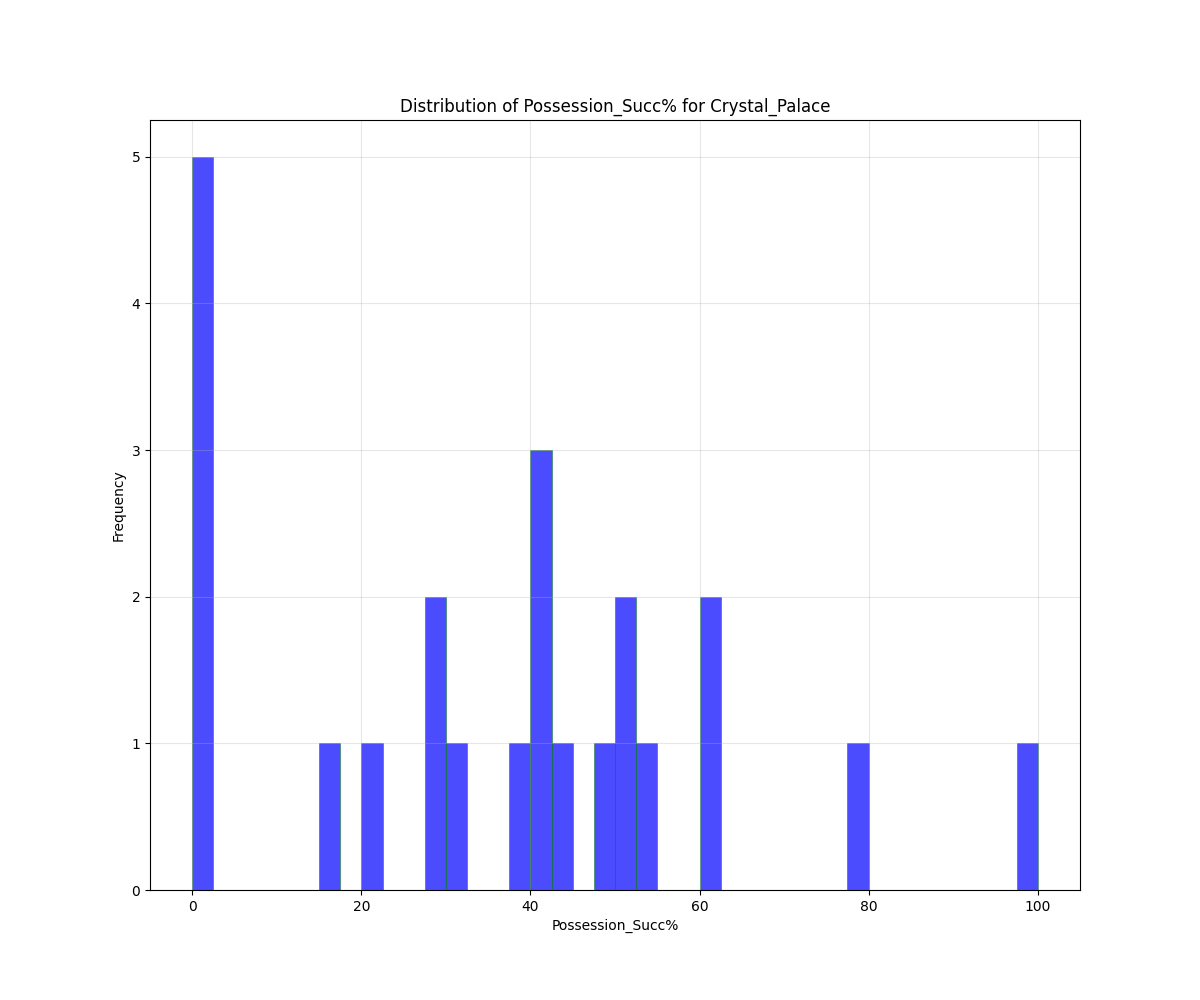 Distribution of Possession_Succ% for Crystal_Palace
5
4
3
2
1
0
Frequency
0 20 40 60 80 100
Possession_Succ%